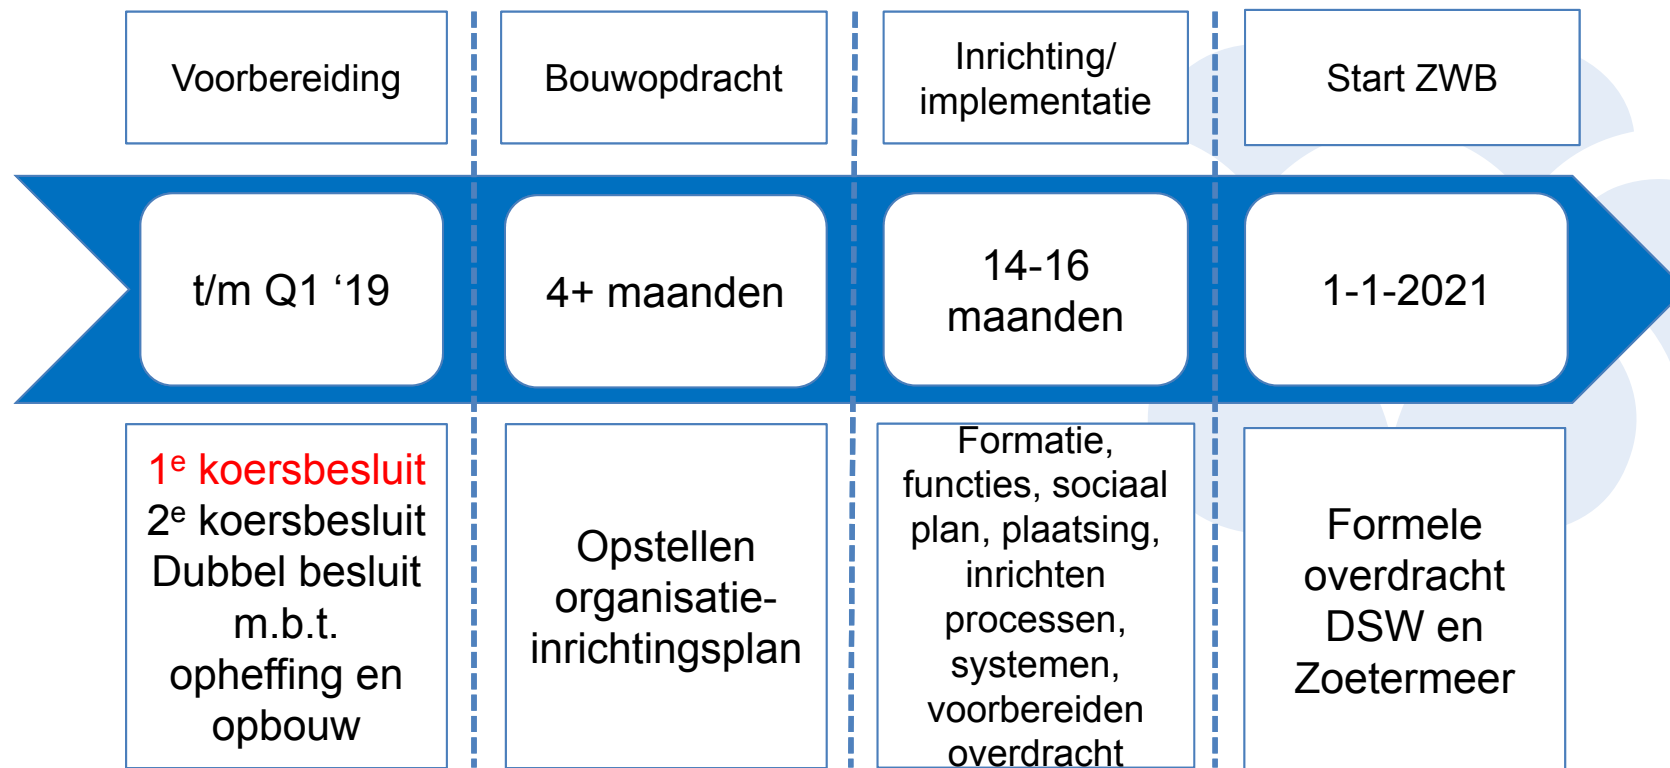 Voorbereiding
Bouwopdracht
Inrichting/
implementatie
Start ZWB
t/m Q1 ‘19
4+ maanden
14-16
maanden
1-1-2021
1e koersbesluit
2e koersbesluit
Dubbel besluit
m.b.t.
opheffing en
opbouw
Opstellen
organisatie-
inrichtingsplan
Formatie,
functies, sociaal
plan, plaatsing,
inrichten
processen,
systemen,
voorbereiden
overdracht
Formele
overdracht
DSW en
Zoetermeer